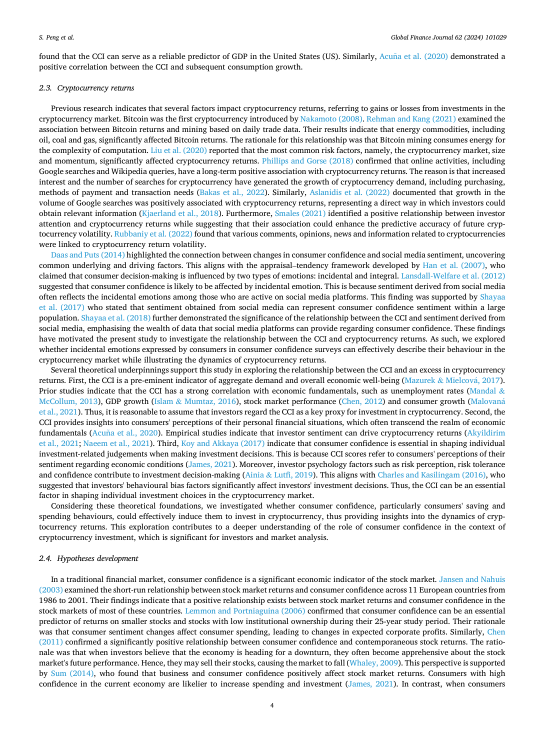 S. Peng et al.
Global Finance Journal 62 (2024) 101029
found that the CCI can serve as a reliable predictor of GDP in the United States (US). Similarly, Acuña et al. (2020) demonstrated a
positive correlation between the CCI and subsequent consumption growth.
2.3. Cryptocurrency returns
Previous research indicates that several factors impact cryptocurrency returns, referring to gains or losses from investments in the
cryptocurrency market. Bitcoin was the first cryptocurrency introduced by Nakamoto (2008). Rehman and Kang (2021) examined the
association between Bitcoin returns and mining based on daily trade data. Their results indicate that energy commodities, including
oil, coal and gas, significantly affected Bitcoin returns. The rationale for this relationship was that Bitcoin mining consumes energy for
the complexity of computation. Liu et al. (2020) reported that the most common risk factors, namely, the cryptocurrency market, size
and momentum, significantly affected cryptocurrency returns. Phillips and Gorse (2018) confirmed that online activities, including
Google searches and Wikipedia queries, have a long-term positive association with cryptocurrency returns. The reason is that increased
interest and the number of searches for cryptocurrency have generated the growth of cryptocurrency demand, including purchasing,
methods of payment and transaction needs (Bakas et al., 2022). Similarly, Aslanidis et al. (2022) documented that growth in the
volume of Google searches was positively associated with cryptocurrency returns, representing a direct way in which investors could
obtain relevant information (Kjaerland et al., 2018). Furthermore, Smales (2021) identified a positive relationship between investor
attention and cryptocurrency returns while suggesting that their association could enhance the predictive accuracy of future cryp-
tocurrency volatility. Rubbaniy et al. (2022) found that various comments, opinions, news and information related to cryptocurrencies
were linked to cryptocurrency return volatility.
Daas and Puts (2014) highlighted the connection between changes in consumer confidence and social media sentiment, uncovering
common underlying and driving factors. This aligns with the appraisal–tendency framework developed by Han et al. (2007), who
claimed that consumer decision-making is influenced by two types of emotions: incidental and integral. Lansdall-Welfare et al. (2012)
suggested that consumer confidence is likely to be affected by incidental emotion. This is because sentiment derived from social media
often reflects the incidental emotions among those who are active on social media platforms. This finding was supported by Shayaa
et al. (2017) who stated that sentiment obtained from social media can represent consumer confidence sentiment within a large
population. Shayaa et al. (2018) further demonstrated the significance of the relationship between the CCI and sentiment derived from
social media, emphasising the wealth of data that social media platforms can provide regarding consumer confidence. These findings
have motivated the present study to investigate the relationship between the CCI and cryptocurrency returns. As such, we explored
whether incidental emotions expressed by consumers in consumer confidence surveys can effectively describe their behaviour in the
cryptocurrency market while illustrating the dynamics of cryptocurrency returns.
Several theoretical underpinnings support this study in exploring the relationship between the CCI and an excess in cryptocurrency
returns. First, the CCI is a pre-eminent indicator of aggregate demand and overall economic well-being (Mazurek & Mielcová, 2017).
Prior studies indicate that the CCI has a strong correlation with economic fundamentals, such as unemployment rates (Mandal &
McCollum, 2013), GDP growth (Islam & Mumtaz, 2016), stock market performance (Chen, 2012) and consumer growth (Malovana
et al., 2021). Thus, it is reasonable to assume that investors regard the CCI as a key proxy for investment in cryptocurrency. Second, the
CCI provides insights into consumers' perceptions of their personal financial situations, which often transcend the realm of economic
fundamentals (Acuña et al., 2020). Empirical studies indicate that investor sentiment can drive cryptocurrency returns (Akyildirim
et al., 2021; Naeem et al., 2021). Third, Koy and Akkaya (2017) indicate that consumer confidence is essential in shaping individual
investment-related judgements when making investment decisions. This is because CCI scores refer to consumers' perceptions of their
sentiment regarding economic conditions (James, 2021). Moreover, investor psychology factors such as risk perception, risk tolerance
and confidence contribute to investment decision-making (Ainia & Lutfi, 2019). This aligns with Charles and Kasilingam (2016), who
suggested that investors' behavioural bias factors significantly affect investors' investment decisions. Thus, the CCI can be an essential
factor in shaping individual investment choices in the cryptocurrency market.
Considering these theoretical foundations, we investigated whether consumer confidence, particularly consumers' saving and
spending behaviours, could effectively induce them to invest in cryptocurrency, thus providing insights into the dynamics of cryp-
tocurrency returns. This exploration contributes to a deeper understanding of the role of consumer confidence in the context of
cryptocurrency investment, which is significant for investors and market analysis.
2.4. Hypotheses development
In a traditional financial market, consumer confidence is a significant economic indicator of the stock market. Jansen and Nahuis
(2003) examined the short-run relationship between stock market returns and consumer confidence across 11 European countries from
1986 to 2001. Their findings indicate that a positive relationship exists between stock market returns and consumer confidence in the
stock markets of most of these countries. Lemmon and Portniaguina (2006) confirmed that consumer confidence can be an essential
predictor of returns on smaller stocks and stocks with low institutional ownership during their 25-year study period. Their rationale
was that consumer sentiment changes affect consumer spending, leading to changes in expected corporate profits. Similarly, Chen
(2011) confirmed a significantly positive relationship between consumer confidence and contemporaneous stock returns. The ratio-
nale was that when investors believe that the economy is heading for a downturn, they often become apprehensive about the stock
market's future performance. Hence, they may sell their stocks, causing the market to fall (Whaley, 2009). This perspective is supported
by Sum (2014), who found that business and consumer confidence positively affect stock market returns. Consumers with high
confidence in the current economy are likelier to increase spending and investment (James, 2021). In contrast, when consumers
4